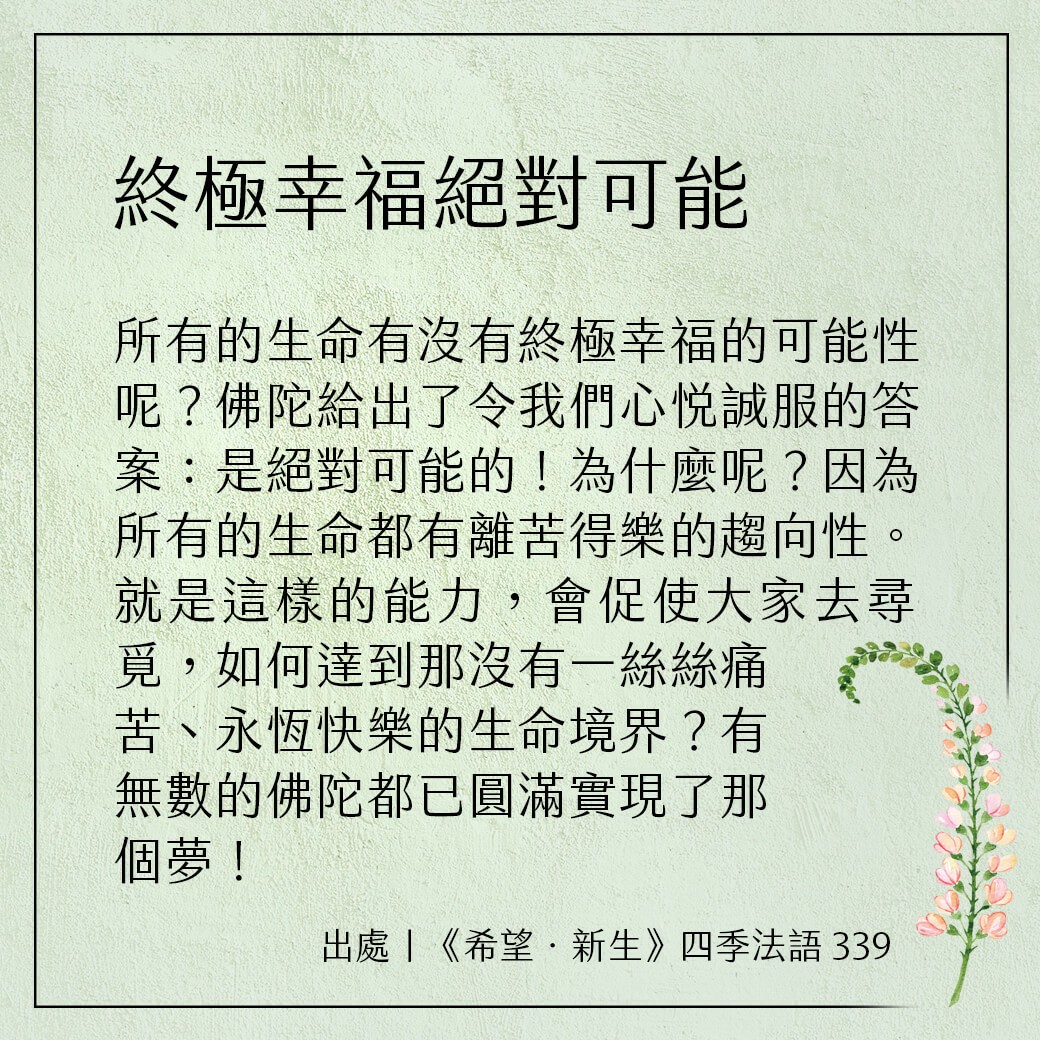 終極幸福絕對可能
所有的生命有沒有終極幸福的可能性
呢？佛陀給出了令我們心悅誠服的答
案：是絕對可能的！為什麼呢？因為
所有的生命都有離苦得樂的趨向性。
就是這樣的能力，會促使大家去尋
覓，如何達到那沒有一絲絲痛
苦、永恆快樂的生命境界？有
無數的佛陀都已圓滿實現了那
個夢！
出處｜《希望．新生》四季法語 339